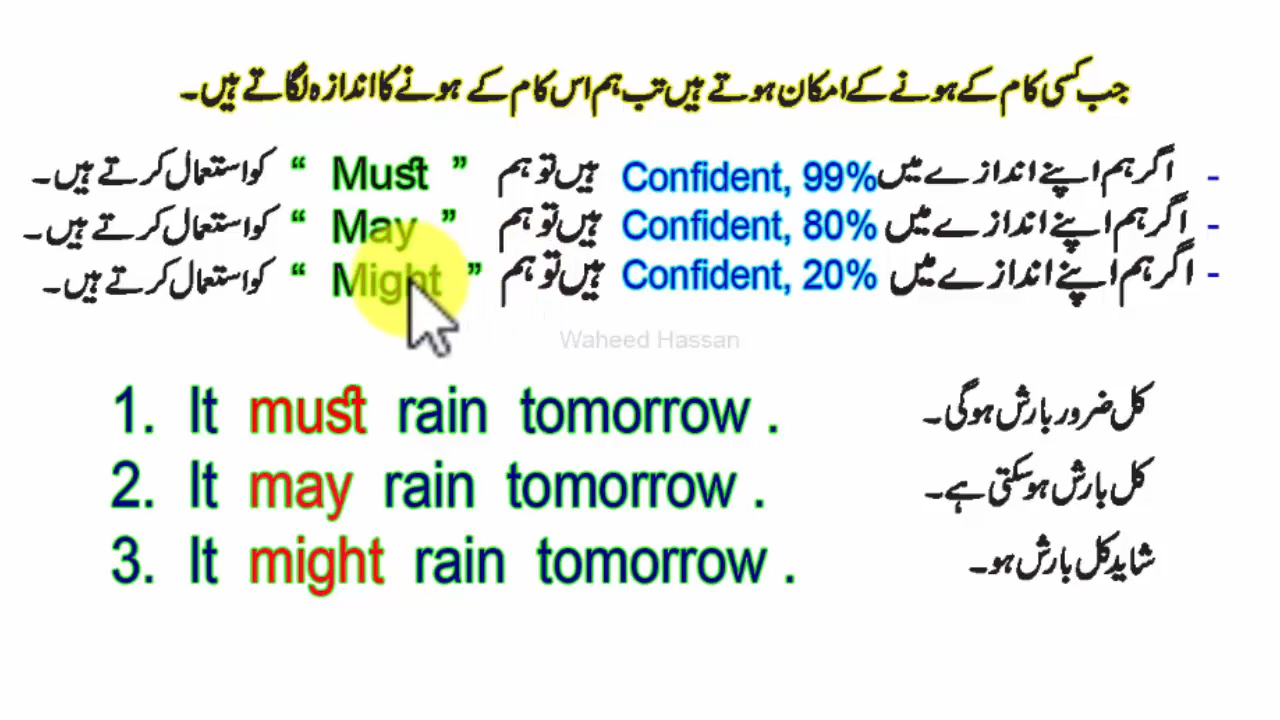 جب کسی کام کے ہونے کے امکان ہوتے ہیں تب ہم اس کام کے ہونے کا اندازہ لگاتے ہیں۔
- اگر ہم اپنے اندازے میں Confident, 99% ہیں تو ہم “ Must ” کو استعمال کرتے ہیں۔
- اگر ہم اپنے اندازے میں Confident, 80% ہیں تو ہم “ May ” کو استعمال کرتے ہیں۔
- اگر ہم اپنے اندازے میں Confident, 20% ہیں تو ہم “ Might ” کو استعمال کرتے ہیں۔
Waheed Hassan
1. It must rain tomorrow . کل ضرور بارش ہوگی۔
2. It may rain tomorrow . کل بارش ہوسکتی ہے۔
3. It might rain tomorrow . شاید کل بارش ہو۔